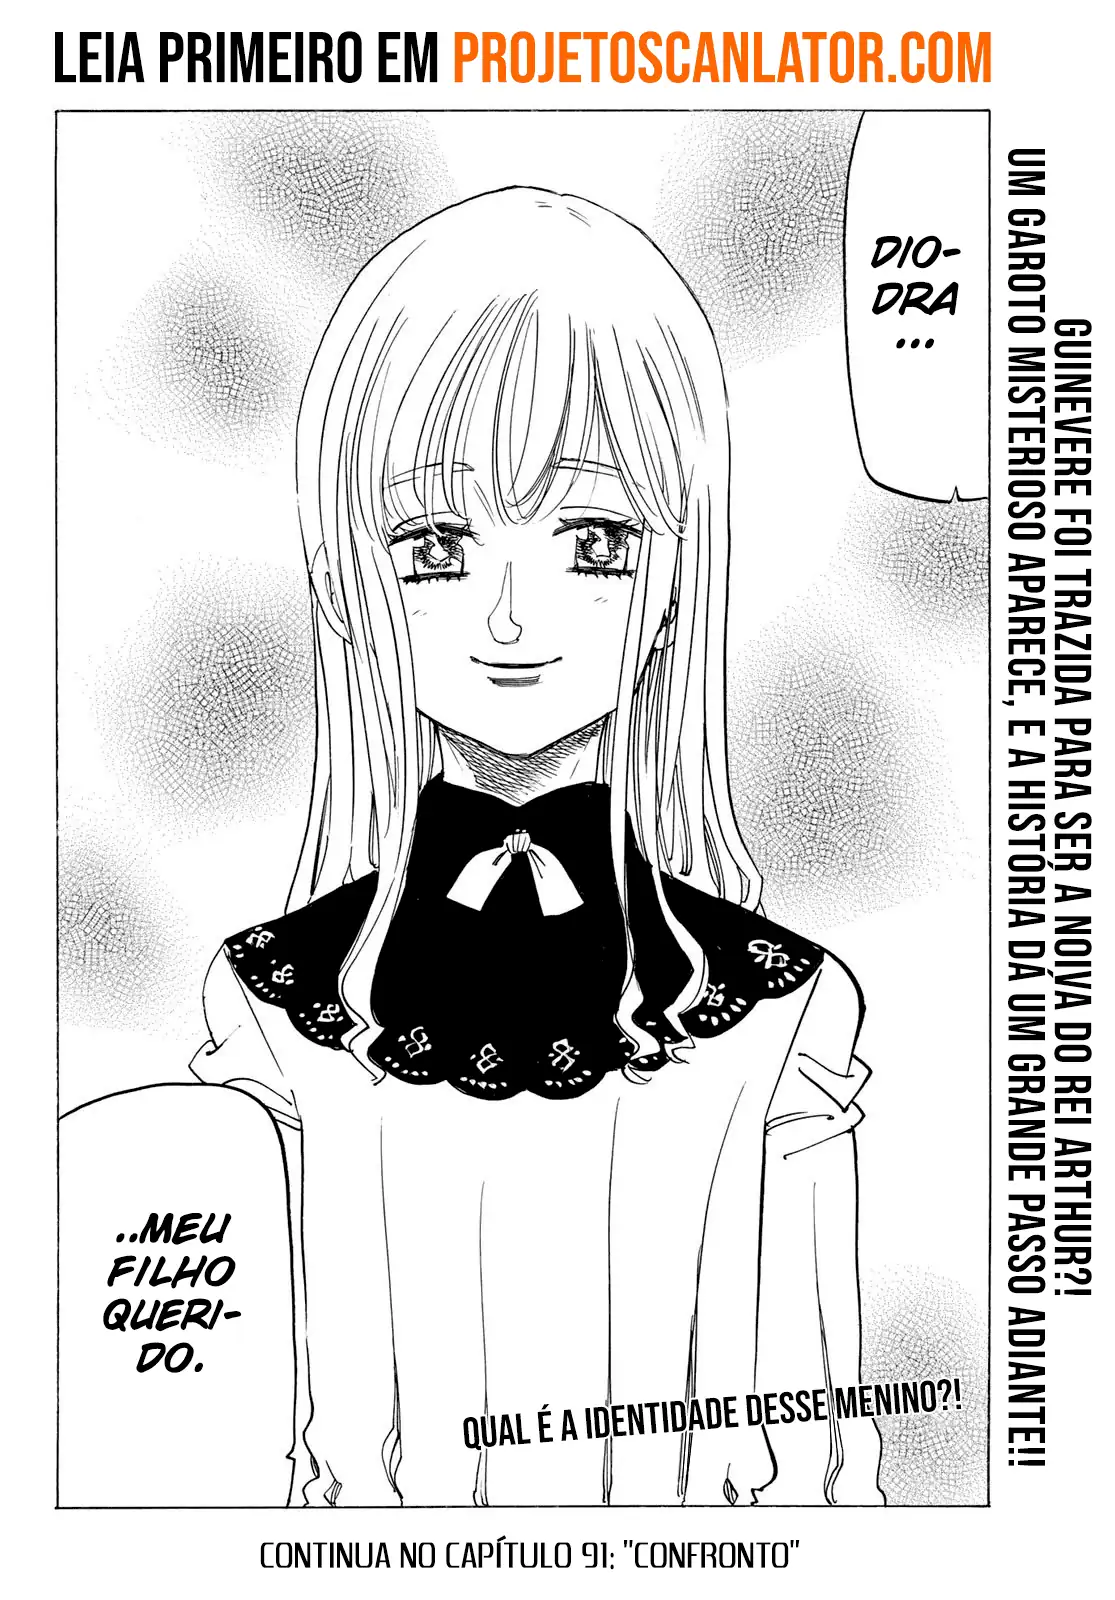 LEIA PRIMEIRO EM PROJETOSCANLATOR.COM
GUINEVERE FOI TRAZIDA PARA SER A NOIVA DO REI ARTHUR?!
UM GAROTO MISTERIOSO APARECE, E A HISTÓRIA DÁ UM GRANDE PASSO ADIANTE!!
DIO-
DRA
...
..MEU
FILHO
QUERI-
DO.
QUAL É A IDENTIDADE DESSE MENINO?!
CONTINUA NO CAPÍTULO 91: "CONFRONTO"